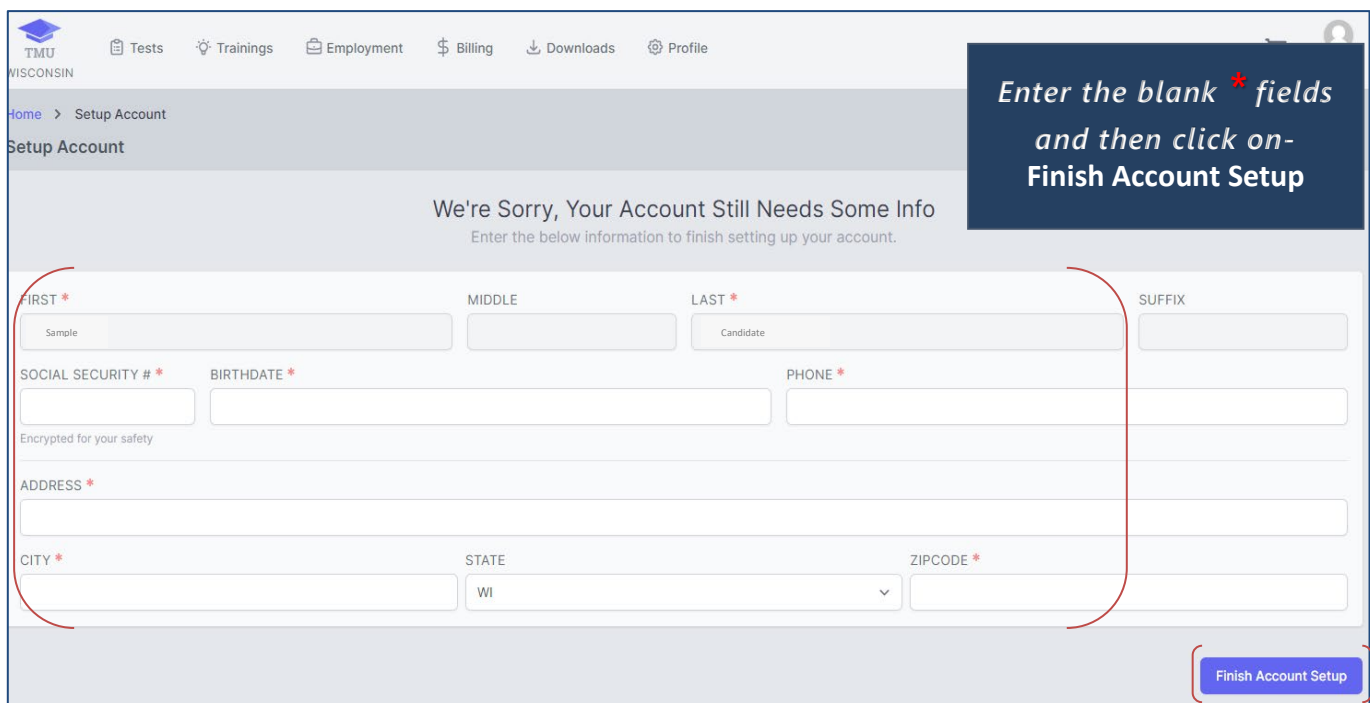 TMU
WISCONSIN
Tests Trainings Employment $ Billing Downloads Profile
Enter the blank * fields
and then click on-
Finish Account Setup
Home > Setup Account
Setup Account
We're Sorry, Your Account Still Needs Some Info
Enter the below information to finish setting up your account.
FIRST * MIDDLE LAST * SUFFIX
Sample Candidate
SOCIAL SECURITY # * BIRTHDATE * PHONE *
Encrypted for your safety
ADDRESS *
CITY * STATE ZIPCODE *
WI
Finish Account Setup